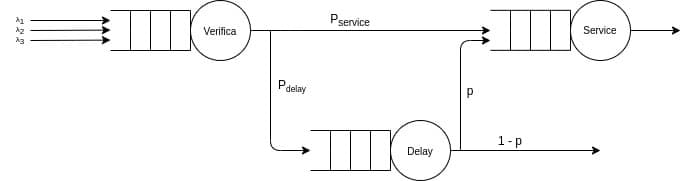 λ1
λ2
λ3
Verifica
Pservice
Service
Pdelay
p
Delay
1 - p